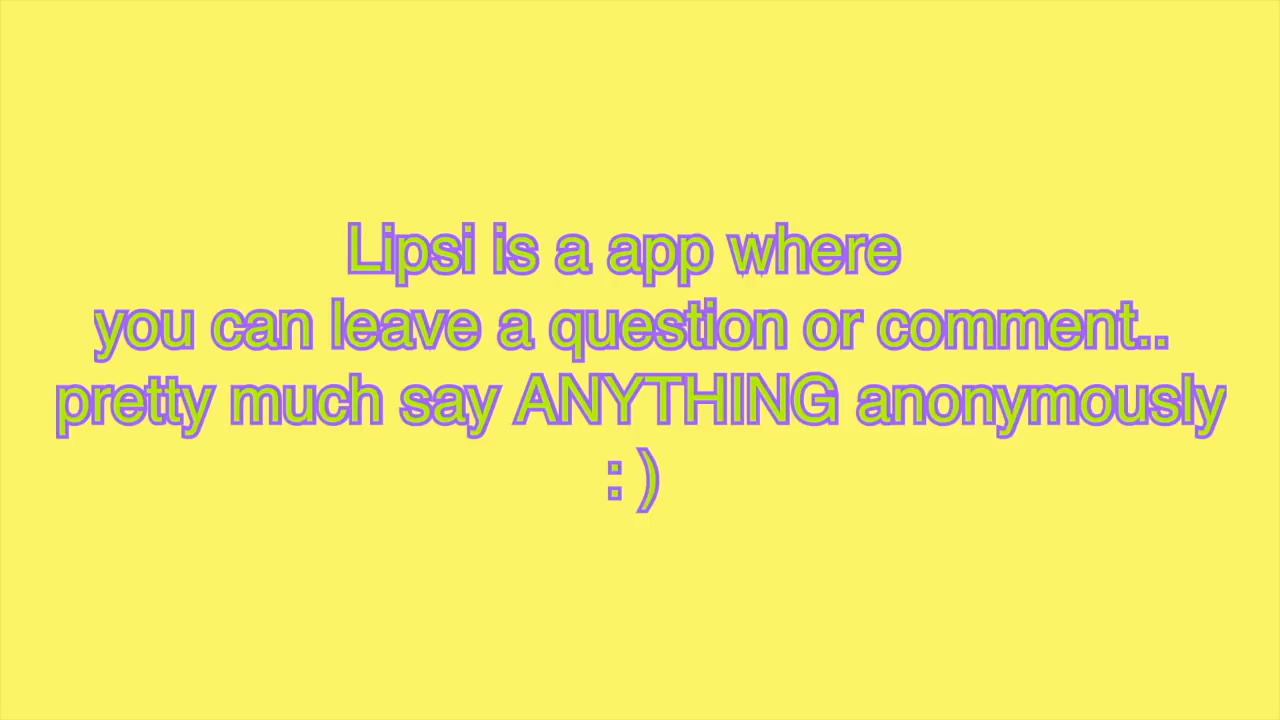 Lipsi is a app where
you can leave a question or comment..
pretty much say ANYTHING anonymously
: )